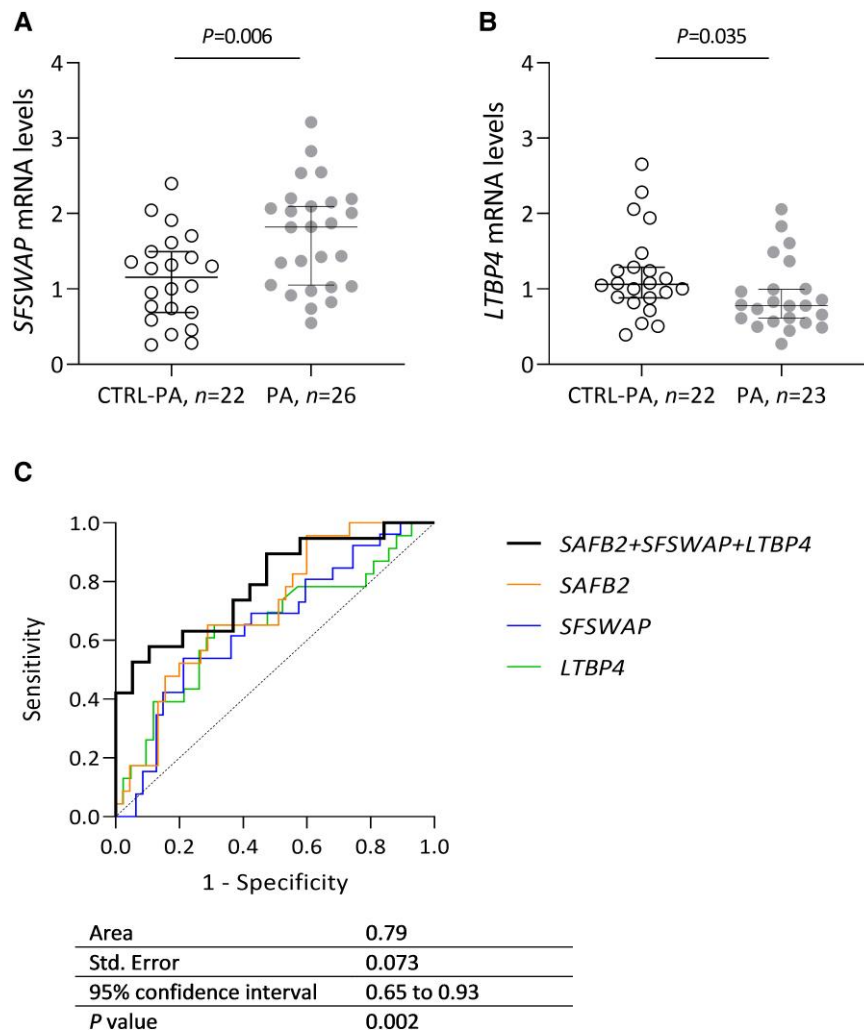 A
P=0.006
SFSWAP mRNA levels
4
3
2
1
0
CTRL-PA, n=22 PA, n=26
B
P=0.035
LTBP4 mRNA levels
4
3
2
1
0
CTRL-PA, n=22 PA, n=23
C
Sensitivity
1.0
0.8
0.6
0.4
0.2
0.0
0.0 0.2 0.4 0.6 0.8 1.0
1 - Specificity
SAFB2+SFSWAP+LTBP4
SAFB2
SFSWAP
LTBP4
Area 0.79
Std. Error 0.073
95% confidence interval 0.65 to 0.93
P value 0.002